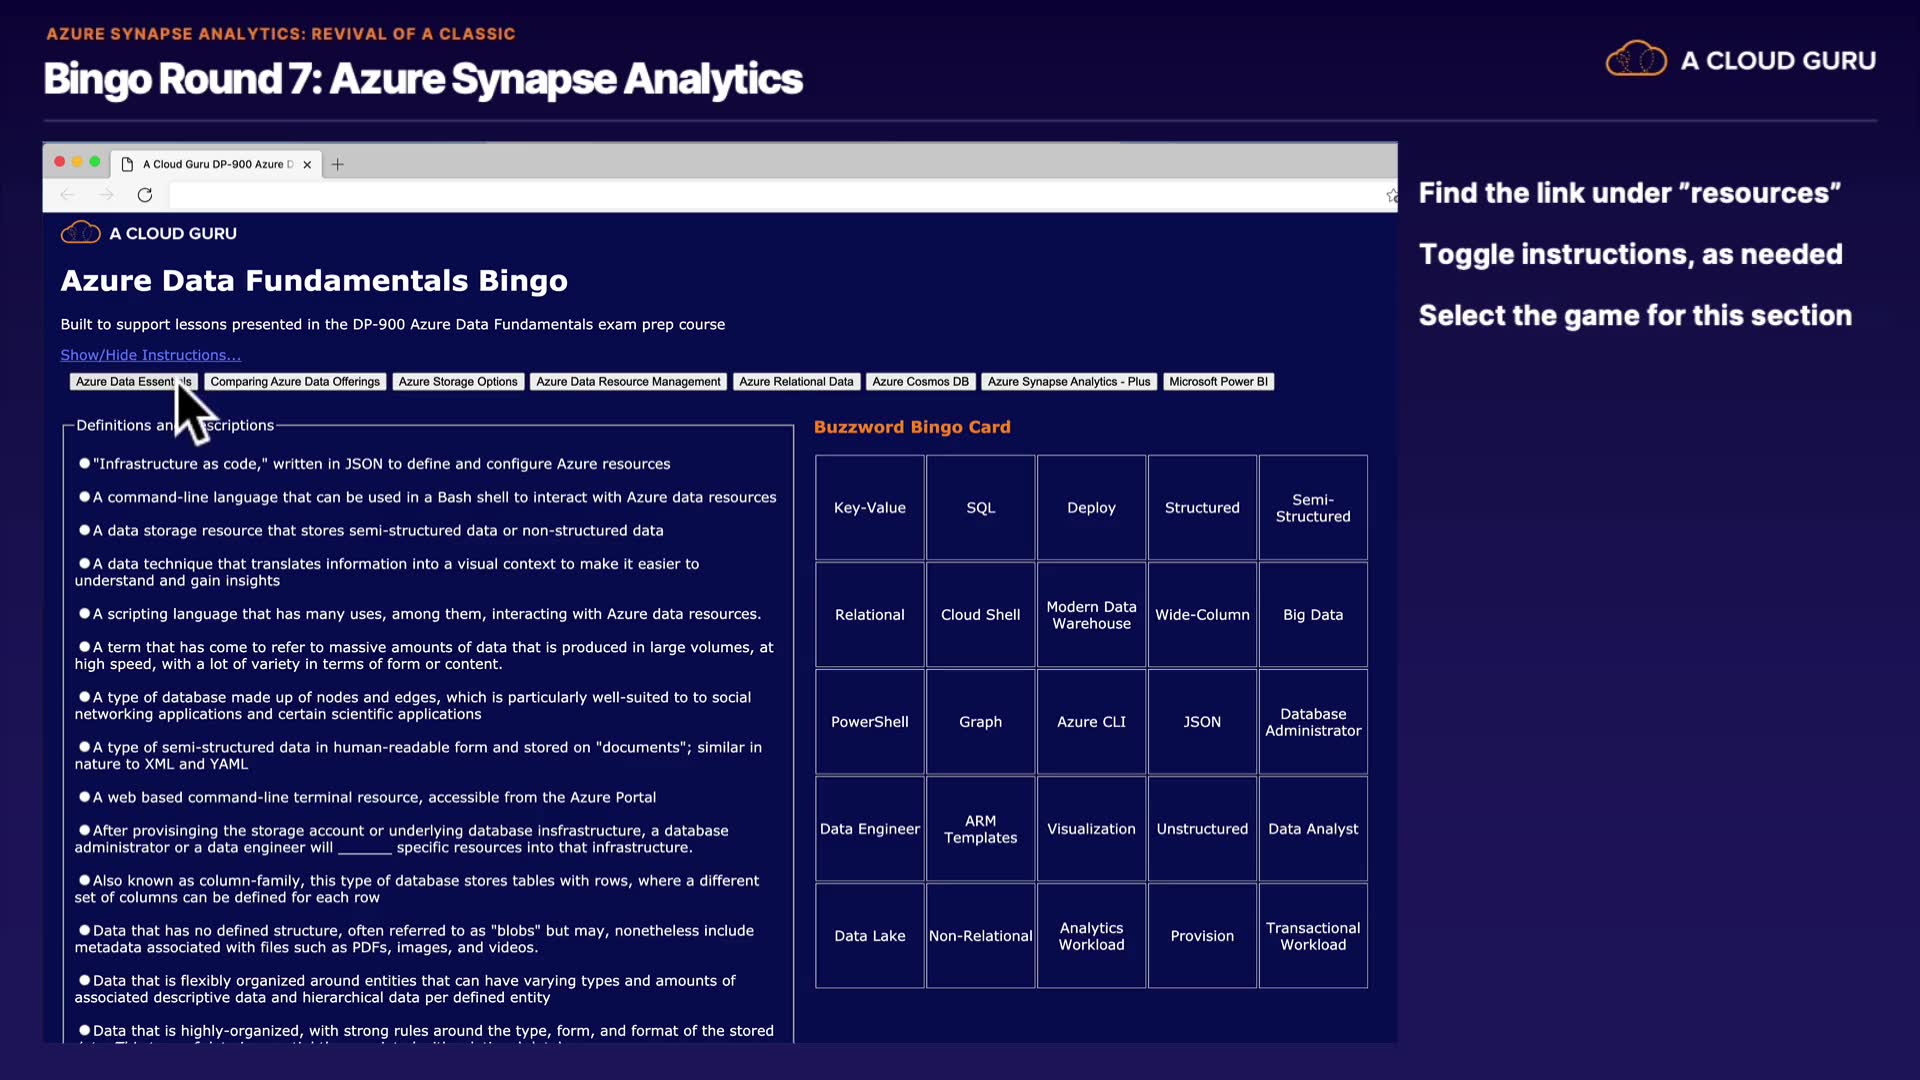 AZURE SYNAPSE ANALYTICS: REVIVAL OF A CLASSIC
Bingo Round 7: Azure Synapse Analytics
A CLOUD GURU
A Cloud Guru DP-900 Azure D
Find the link under "resources"
Toggle instructions, as needed
Select the game for this section
A CLOUD GURU
Azure Data Fundamentals Bingo
Built to support lessons presented in the DP-900 Azure Data Fundamentals exam prep course
Show/Hide Instructions...
Azure Data Essentials
Comparing Azure Data Offerings
Azure Storage Options
Azure Data Resource Management
Azure Relational Data
Azure Cosmos DB
Azure Synapse Analytics - Plus
Microsoft Power BI
Definitions and Descriptions
"Infrastructure as code," written in JSON to define and configure Azure resources
A command-line language that can be used in a Bash shell to interact with Azure data resources
A data storage resource that stores semi-structured data or non-structured data
A data technique that translates information into a visual context to make it easier to
understand and gain insights
A scripting language that has many uses, among them, interacting with Azure data resources.
A term that has come to refer to massive amounts of data that is produced in large volumes, at
high speed, with a lot of variety in terms of form or content.
A type of database made up of nodes and edges, which is particularly well-suited to to social
networking applications and certain scientific applications
A type of semi-structured data in human-readable form and stored on "documents"; similar in
nature to XML and YAML
A web based command-line terminal resource, accessible from the Azure Portal
After provisinging the storage account or underlying database insfrastructure, a database
administrator or a data engineer will _______ specific resources into that infrastructure.
Also known as column-family, this type of database stores tables with rows, where a different
set of columns can be defined for each row
Data that has no defined structure, often referred to as "blobs" but may, nonetheless include
metadata associated with files such as PDFs, images, and videos.
Data that is flexibly organized around entities that can have varying types and amounts of
associated descriptive data and hierarchical data per defined entity
Data that is highly-organized, with strong rules around the type, form, and format of the stored
Buzzword Bingo Card
Key-Value
SQL
Deploy
Structured
Semi-
Structured
Relational
Cloud Shell
Modern Data
Warehouse
Wide-Column
Big Data
PowerShell
Graph
Azure CLI
JSON
Database
Administrator
Data Engineer
ARM
Templates
Visualization
Unstructured
Data Analyst
Data Lake
Non-Relational
Analytics
Workload
Provision
Transactional
Workload